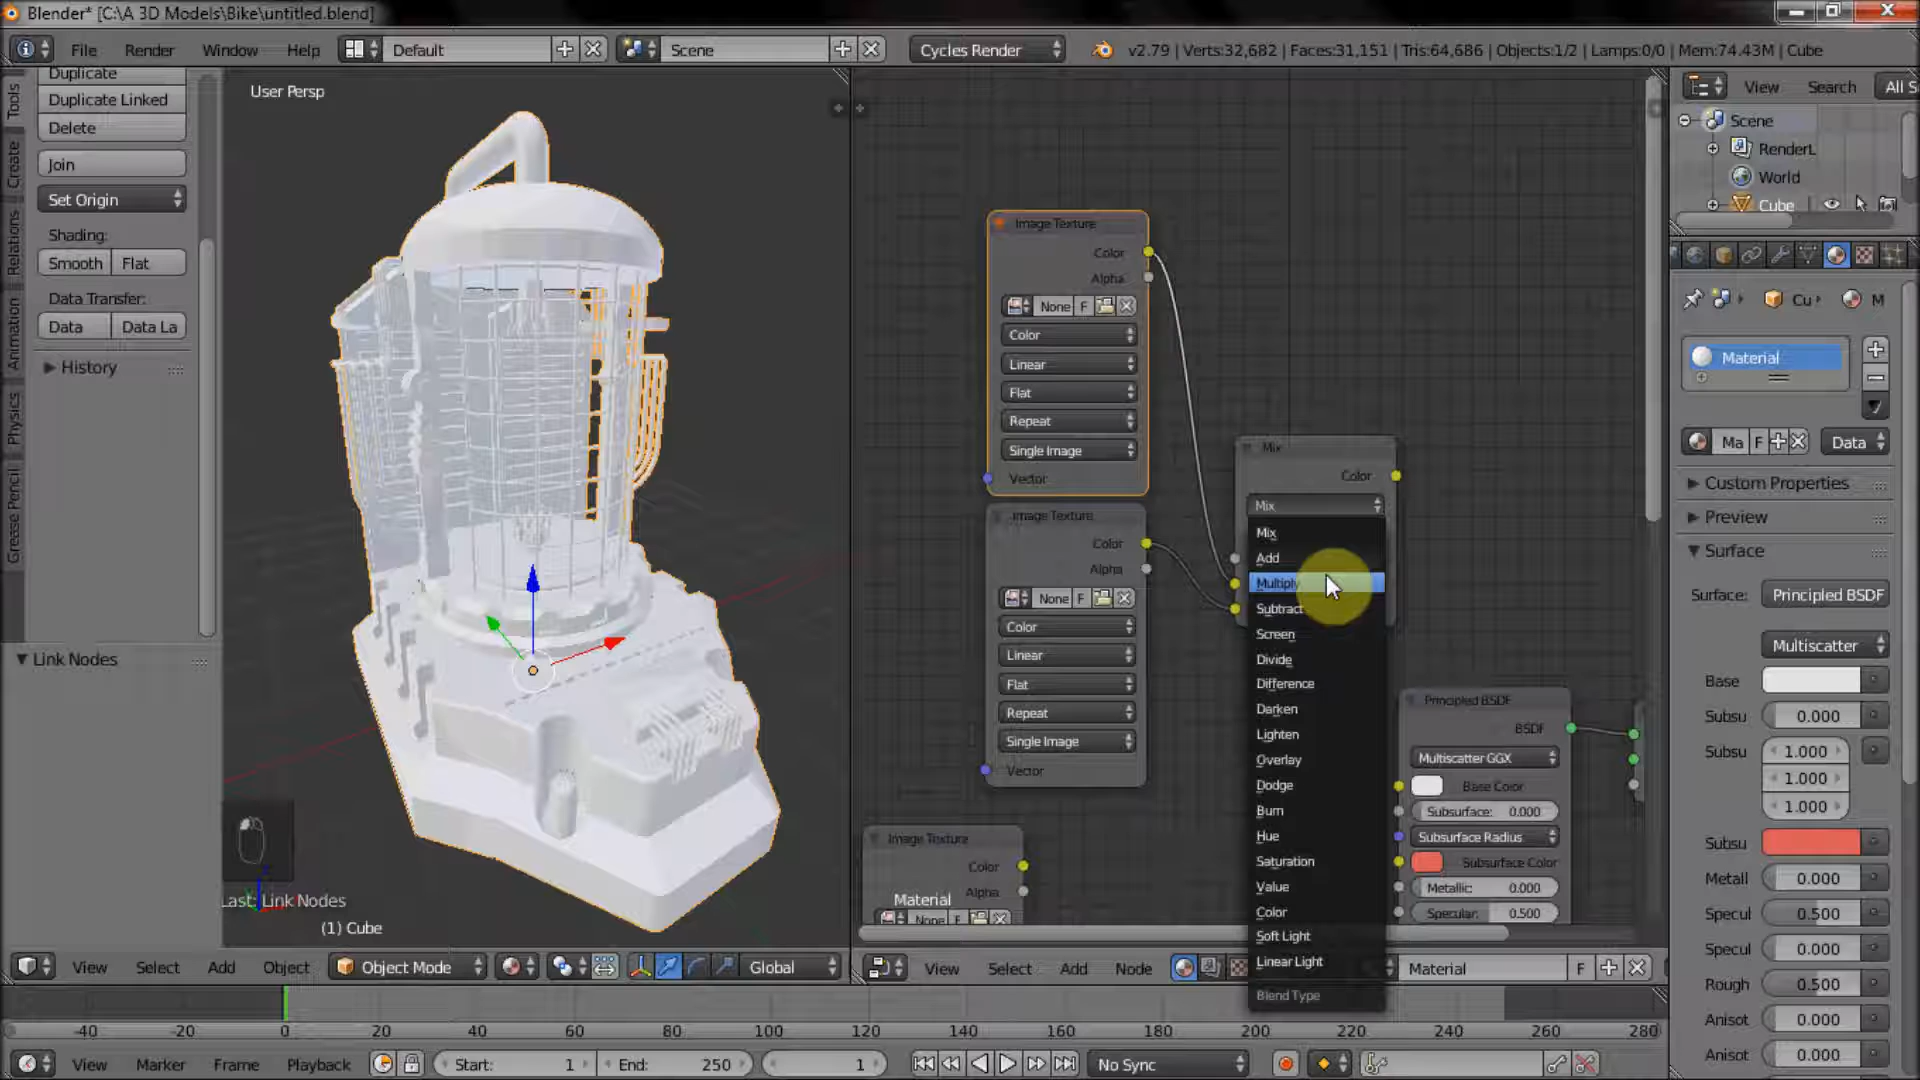 Blender* [C:\A 3D Models\Bike\untitled.blend]
File Render Window Help Default Scene Cycles Render v2.79 | Verts:32,682 | Faces:31,151 | Tris:64,686 | Objects:1/2 | Lamps:0/0 | Mem:74.43M | Cube
Tools
Create
Relations
Animation
Physics
Grease Pencil
Duplicate
Duplicate Linked
Delete
Join
Set Origin
Shading:
Smooth Flat
Data Transfer:
Data Data La
History
Link Nodes
User Persp
Last: Link Nodes
(1) Cube
View Select Add Object Object Mode Global
Image Texture
Color
Alpha
None F
Color
Linear
Flat
Repeat
Single Image
Vector
Image Texture
Color
Alpha
None F
Color
Linear
Flat
Repeat
Single Image
Vector
Image Texture
Color
Alpha
None F
Material
Mix
Color
Mix
Mix
Add
Multiply
Subtract
Screen
Divide
Difference
Darken
Lighten
Overlay
Dodge
Burn
Hue
Saturation
Value
Color
Soft Light
Linear Light
Blend Type
Principled BSDF
BSDF
Multiscatter GGX
Base Color
Subsurface: 0.000
Subsurface Radius
Subsurface Color
Metallic: 0.000
Specular: 0.500
View Select Add Node Material F
View Search All S
Scene
RenderL
World
Cube
Cu M
Material
Ma F Data
Custom Properties
Preview
Surface
Surface: Principled BSDF
Multiscatter
Base
Subsu 0.000
Subsu 1.000
1.000
1.000
Subsu
Metall 0.000
Specul 0.500
Specul 0.000
Rough 0.500
Anisot 0.000
Anisot 0.000
-40 -20 0 20 40 60 80 100 120 140 160 180 200 220 240 260 280
View Marker Frame Playback Start: 1 End: 250 1 No Sync